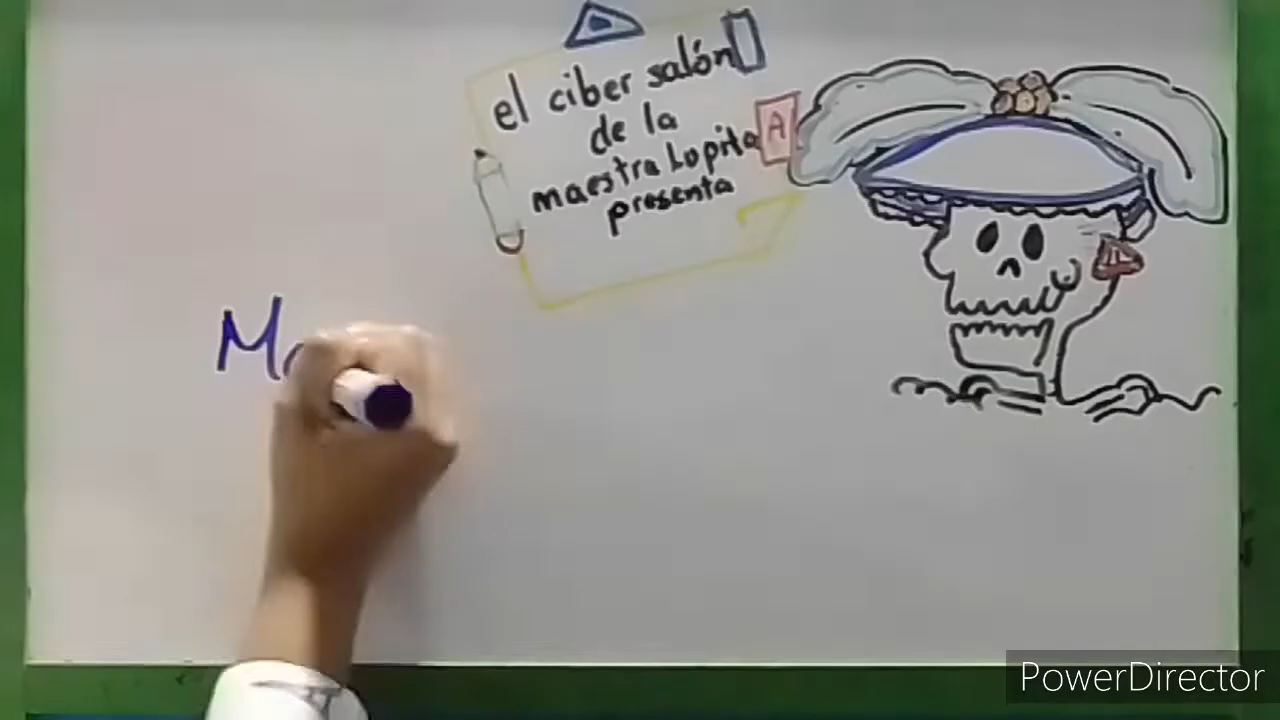 el ciber salón
de la
maestra Lupita
presenta
A
M
PowerDirector